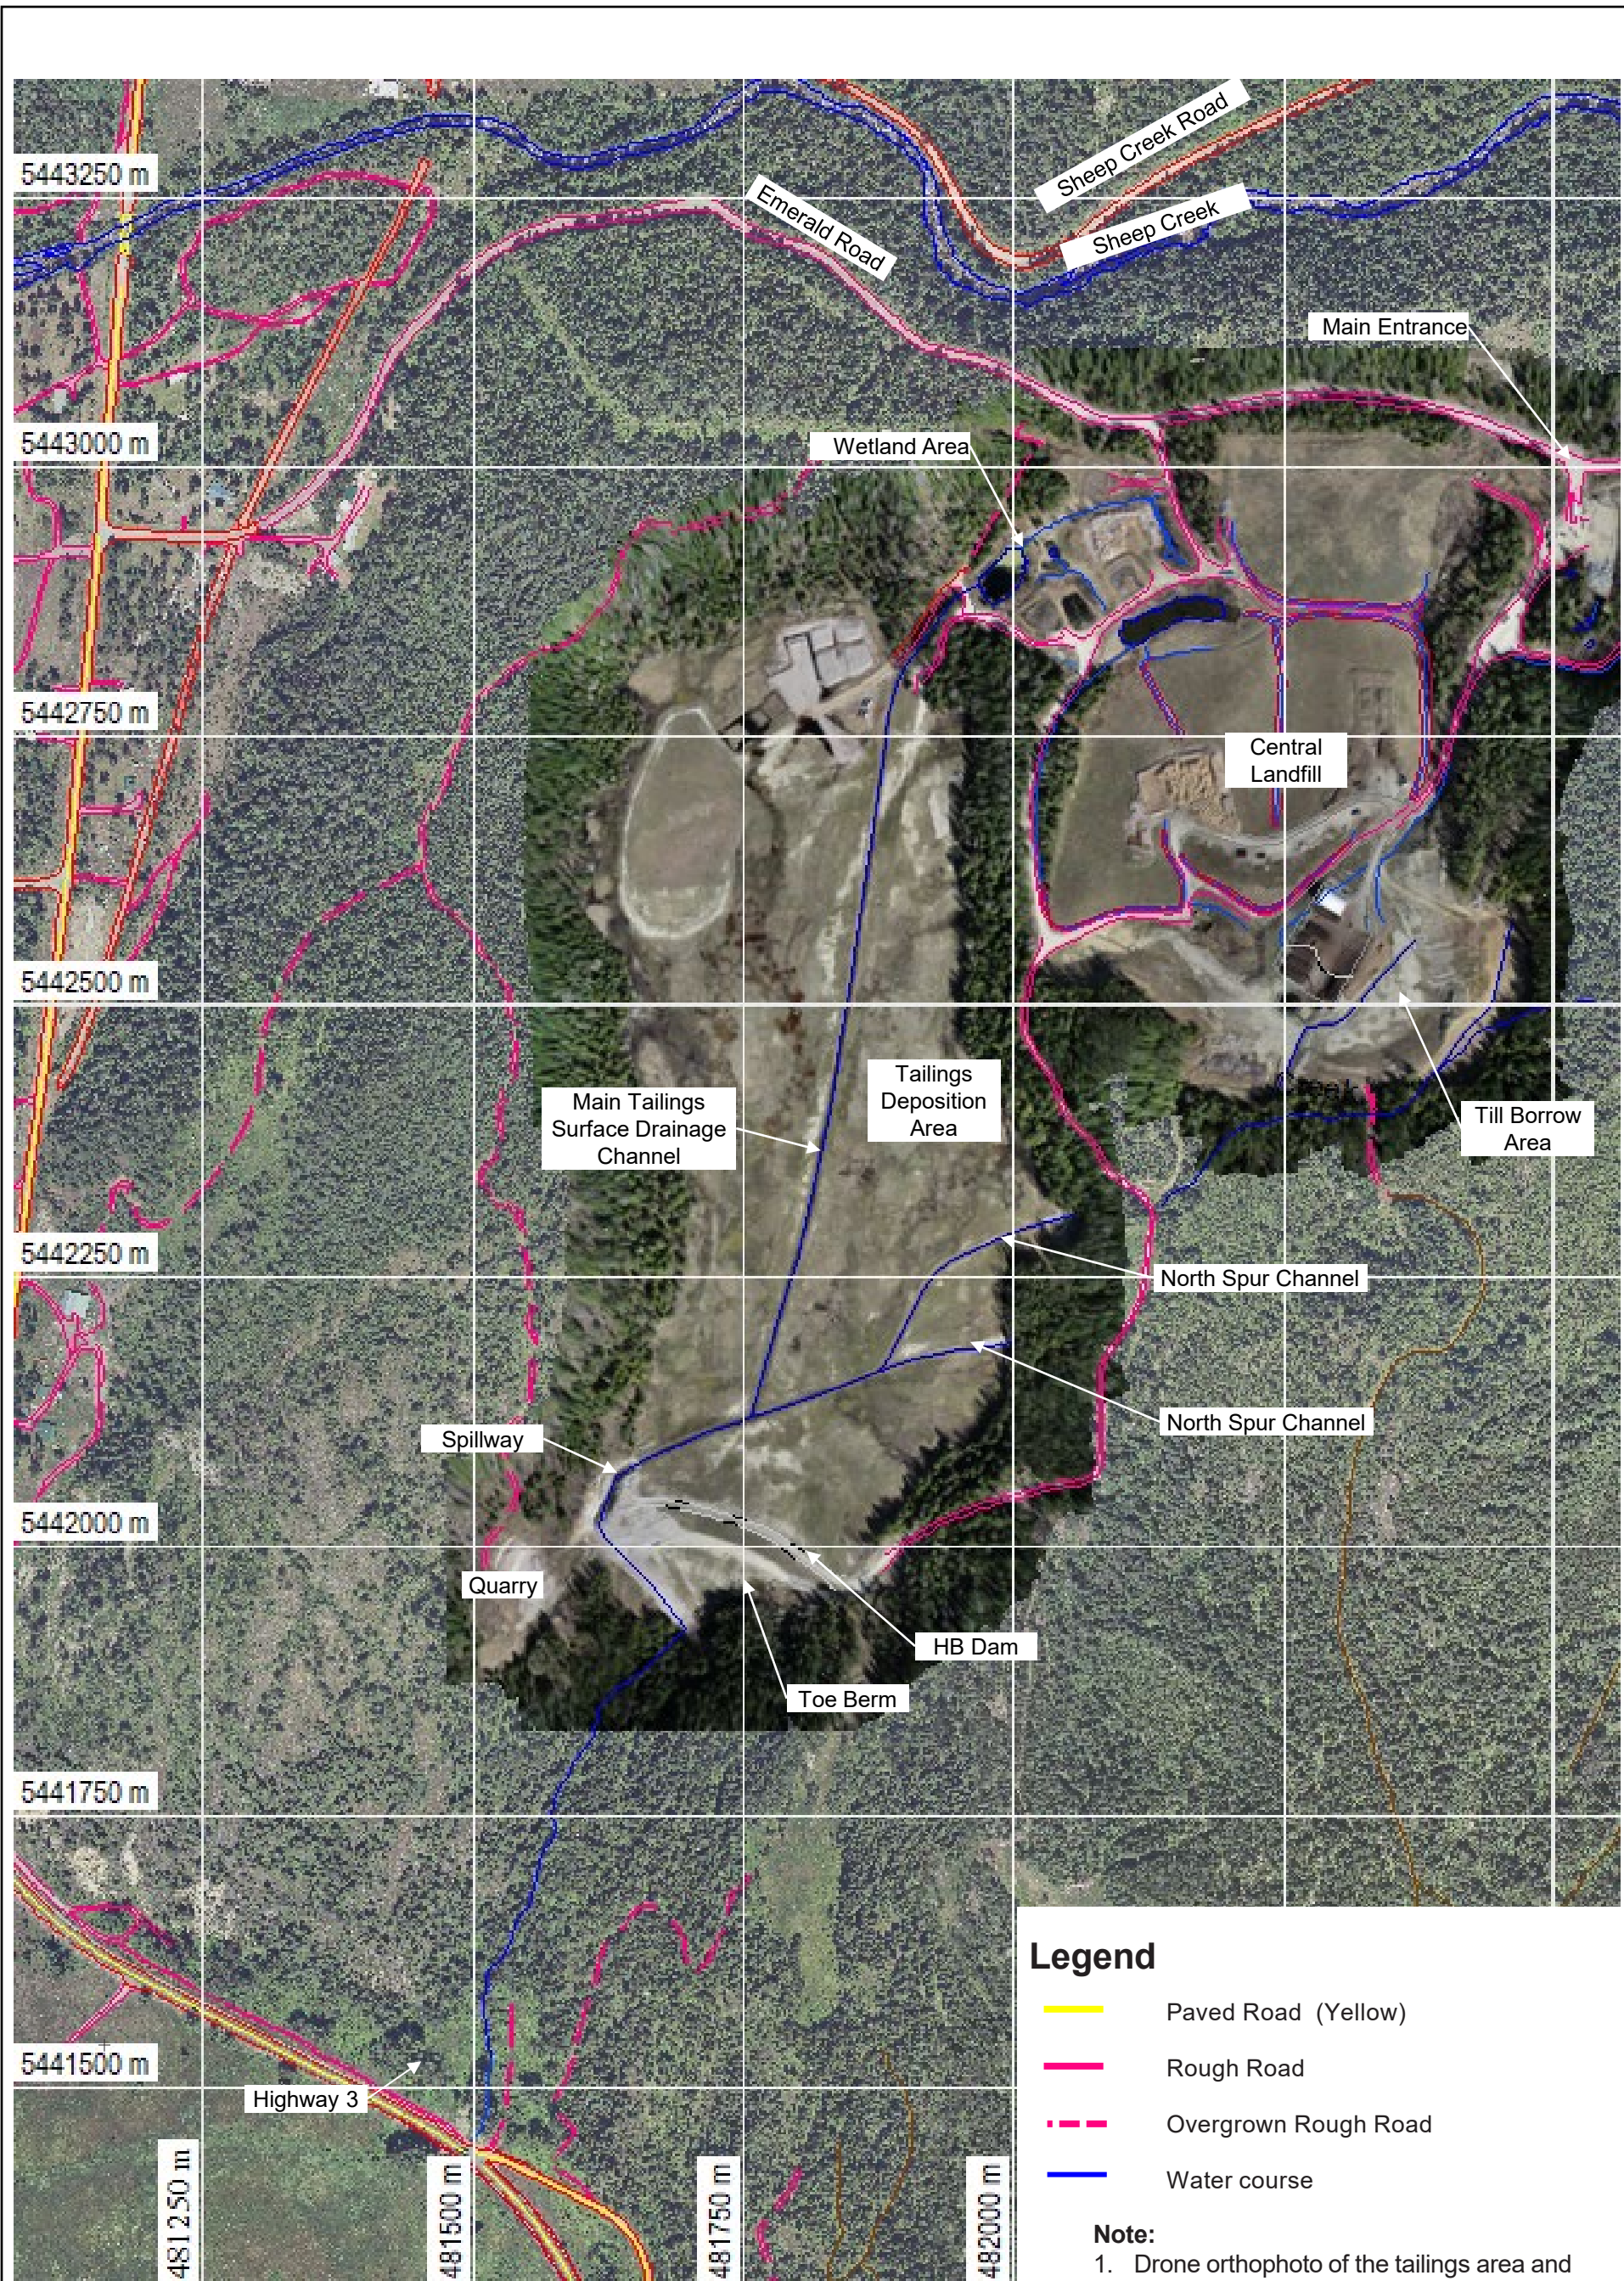 Sheep Creek Road
5443250 m
Emerald Road
Sheep Creek
Main Entrance
5443000 m
Wetland Area
5442750 m
Central
Landfill
5442500 m
Main Tailings
Surface Drainage
Channel
Tailings
Deposition
Area
Creek
Till Borrow
Area
5442250 m
North Spur Channel
North Spur Channel
Spillway
5442000 m
Quarry
HB Dam
Toe Berm
5441750 m
5441500 m
Highway 3
481250 m
481500 m
481750 m
482000 m
Legend
Paved Road (Yellow)
Rough Road
Overgrown Rough Road
Water course
Note:
1. Drone orthophoto of the tailings area and